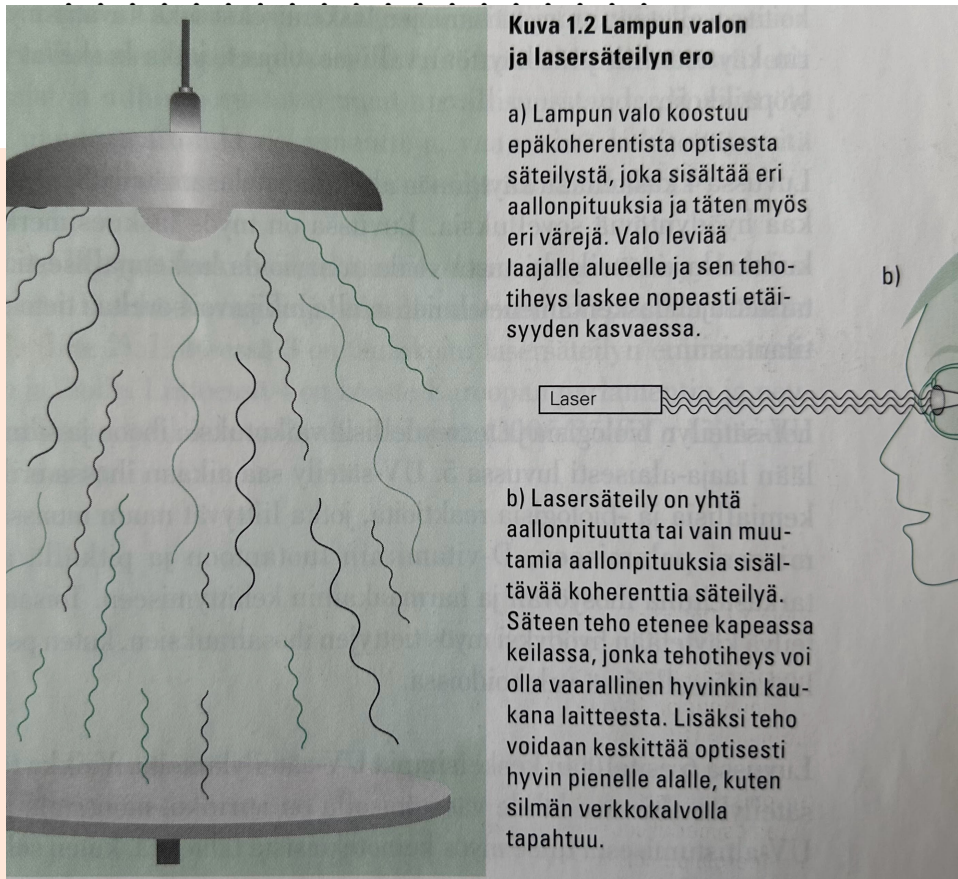 Kuva 1.2 Lampun valon
ja lasersäteilyn ero
a) Lampun valo koostuu
epäkoherentista optisesta
säteilystä, joka sisältää eri
aallonpituuksia ja täten myös
eri värejä. Valo leviää
laajalle alueelle ja sen teho-
tiheys laskee nopeasti etäi-
syyden kasvaessa.
b)
Laser
b) Lasersäteily on yhtä
aallonpituutta tai vain muu-
tamia aallonpituuksia sisäl-
tävää koherenttia säteilyä.
Säteen teho etenee kapeassa
keilassa, jonka tehotiheys voi
olla vaarallinen hyvinkin kau-
kana laitteesta. Lisäksi teho
voidaan keskittää optisesti
hyvin pienelle alalle, kuten
silmän verkkokalvolla
tapahtuu.